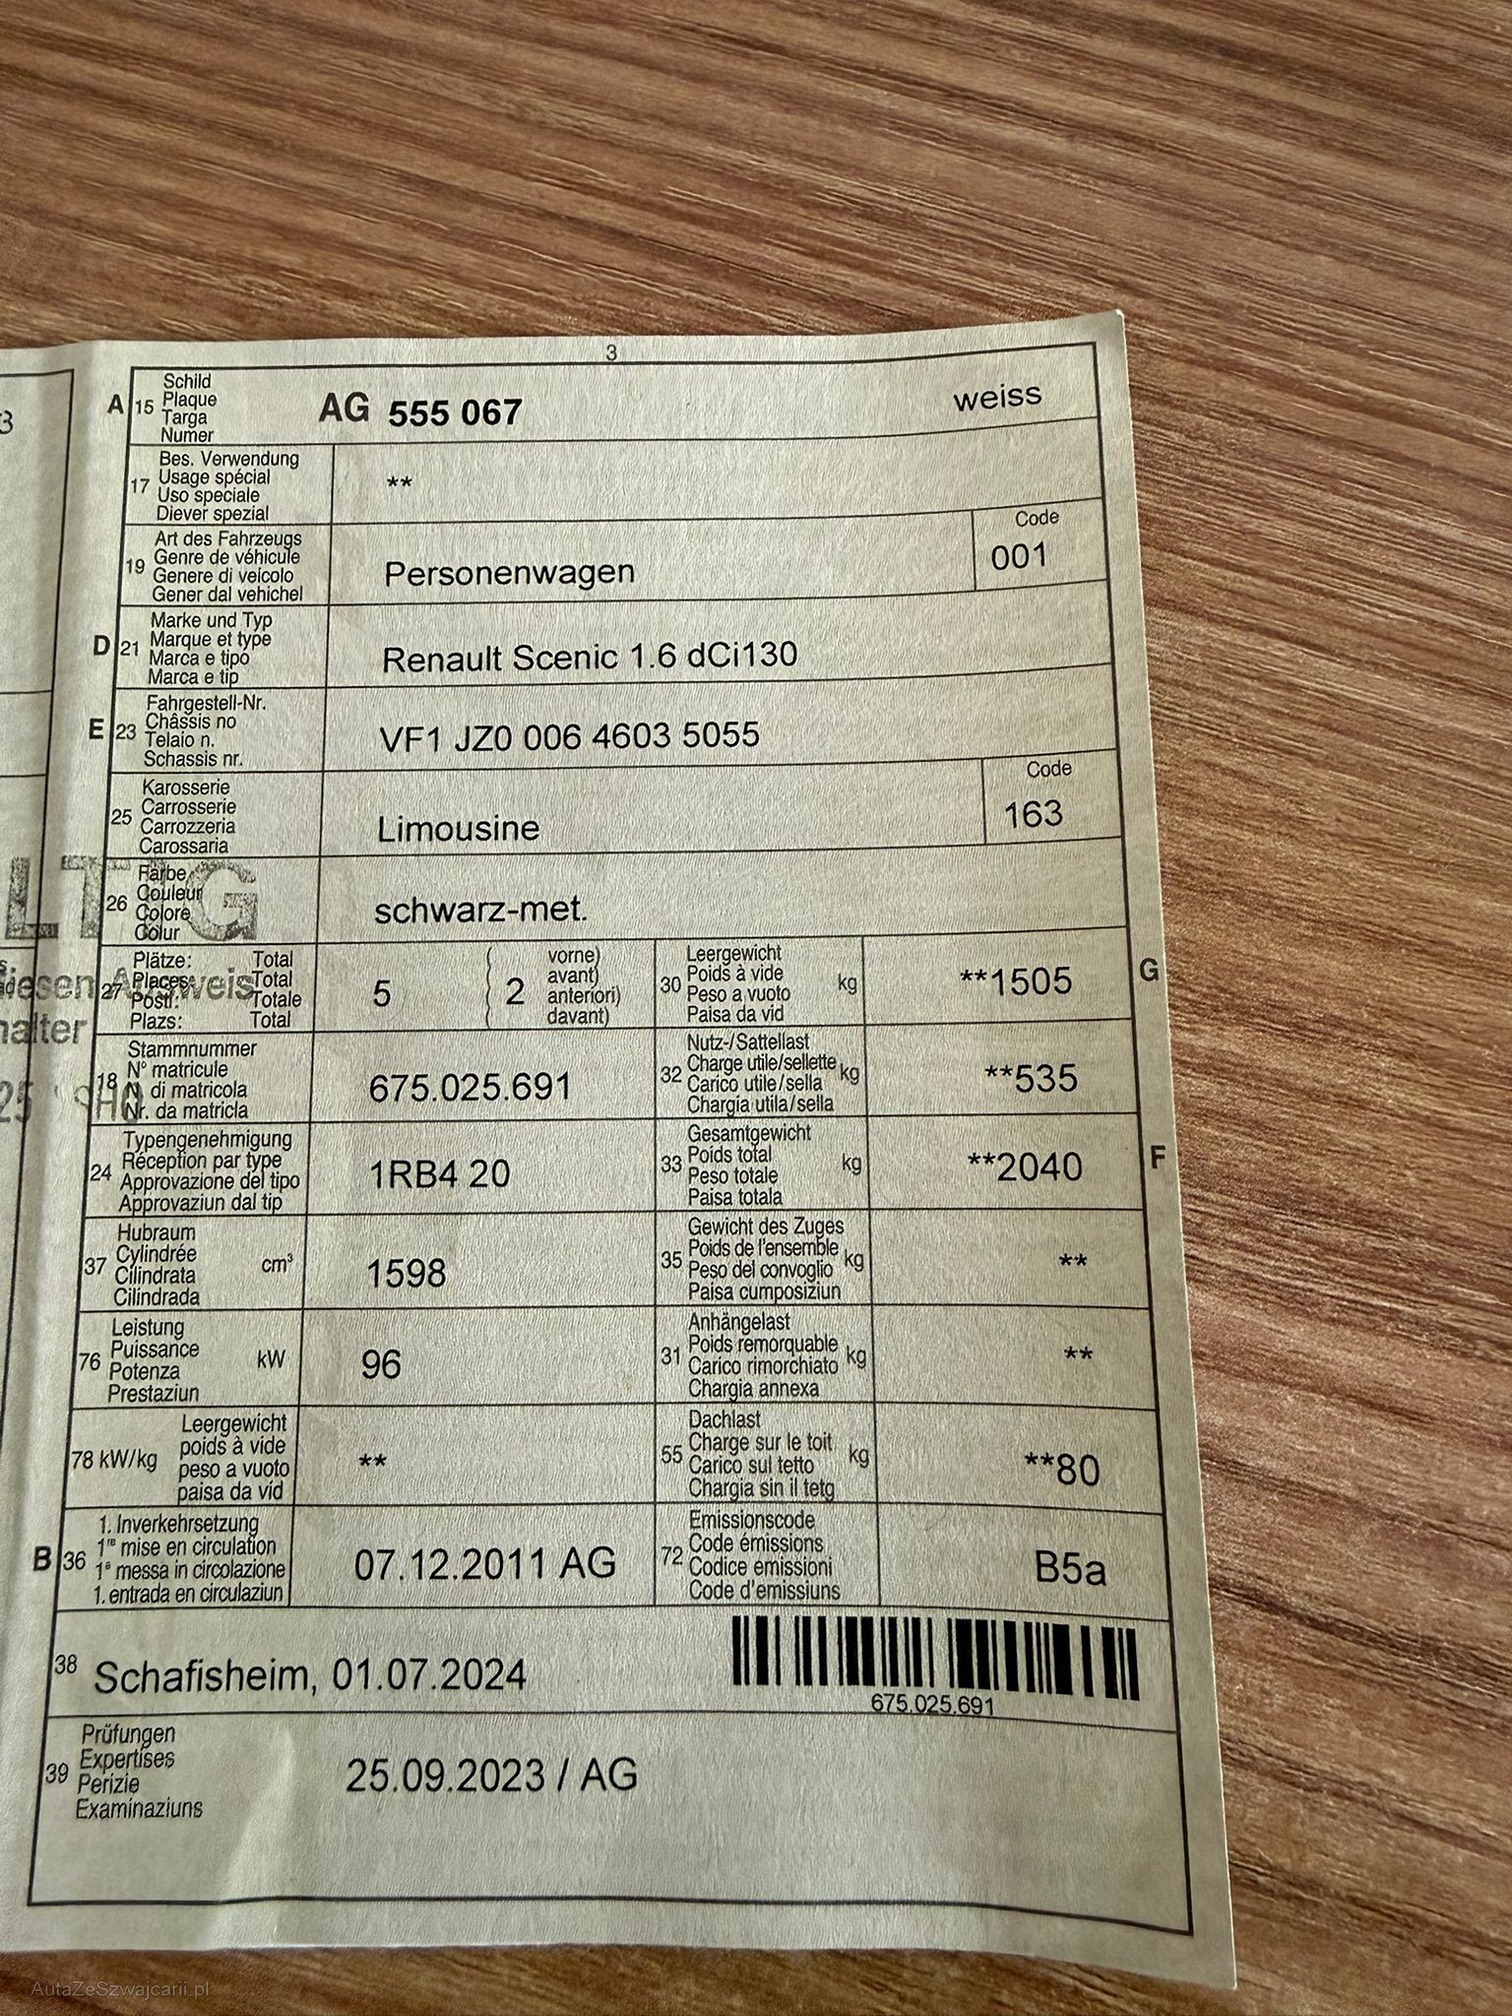 3
A 15 Schild
Plaque
Targa
Numer
AG 555 067 weiss
17 Bes. Verwendung
Usage spécial
Uso speciale
Diever spezial
**
19 Art des Fahrzeugs
Genre de véhicule
Genere di veicolo
Gener dal vehichel
Personenwagen
Code
001
D 21 Marke und Typ
Marque et type
Marca e tipo
Marca e tip
Renault Scenic 1.6 dCi130
E 23 Fahrgestell-Nr.
Châssis no
Telaio n.
Schassis nr.
VF1 JZ0 006 4603 5055
25 Karosserie
Carrosserie
Carrozzeria
Carossaria
Limousine
Code
163
26 Farbe
Couleur
Colore
Colur
schwarz-met.
LTIG
iesen Ausweis
halter
27 Plätze: Total
Places: Total
Posti: Totale
Plazs: Total
5 2
vorne)
avant)
anteriori)
davant)
30 Leergewicht
Poids à vide kg
Peso a vuoto
Paisa da vid
**1505 G
18 Stammnummer
N° matricule
N. di matricola
Nr. da matricla
675.025.691
32 Nutz-/Sattellast
Charge utile/sellette kg
Carico utile/sella
Chargia utila/sella
**535
24 Typengenehmigung
Réception par type
Approvazione del tipo
Approvaziun dal tip
1RB4 20
33 Gesamtgewicht
Poids total kg
Peso totale
Paisa totala
**2040 F
37 Hubraum
Cylindrée cm³
Cilindrata
Cilindrada
1598
35 Gewicht des Zuges
Poids de l'ensemble kg
Peso del convoglio
Paisa cumposiziun
**
76 Leistung
Puissance kW
Potenza
Prestaziun
96
31 Anhängelast
Poids remorquable kg
Carico rimorchiato
Chargia annexa
**
78 kW/kg Leergewicht
poids à vide
peso a vuoto
paisa da vid
**
55 Dachlast
Charge sur le toit kg
Carico sul tetto
Chargia sin il tetg
**80
B 36 1. Inverkehrsetzung
1re mise en circulation
1a messa in circolazione
1. entrada en circulaziun
07.12.2011 AG
72 Emissionscode
Code émissions
Codice emissioni
Code d'emissiuns
B5a
38 Schafisheim, 01.07.2024
675.025.691
39 Prüfungen
Expertises
Perizie
Examinaziuns
25.09.2023 / AG
AutaZeSzwajcarii.pl